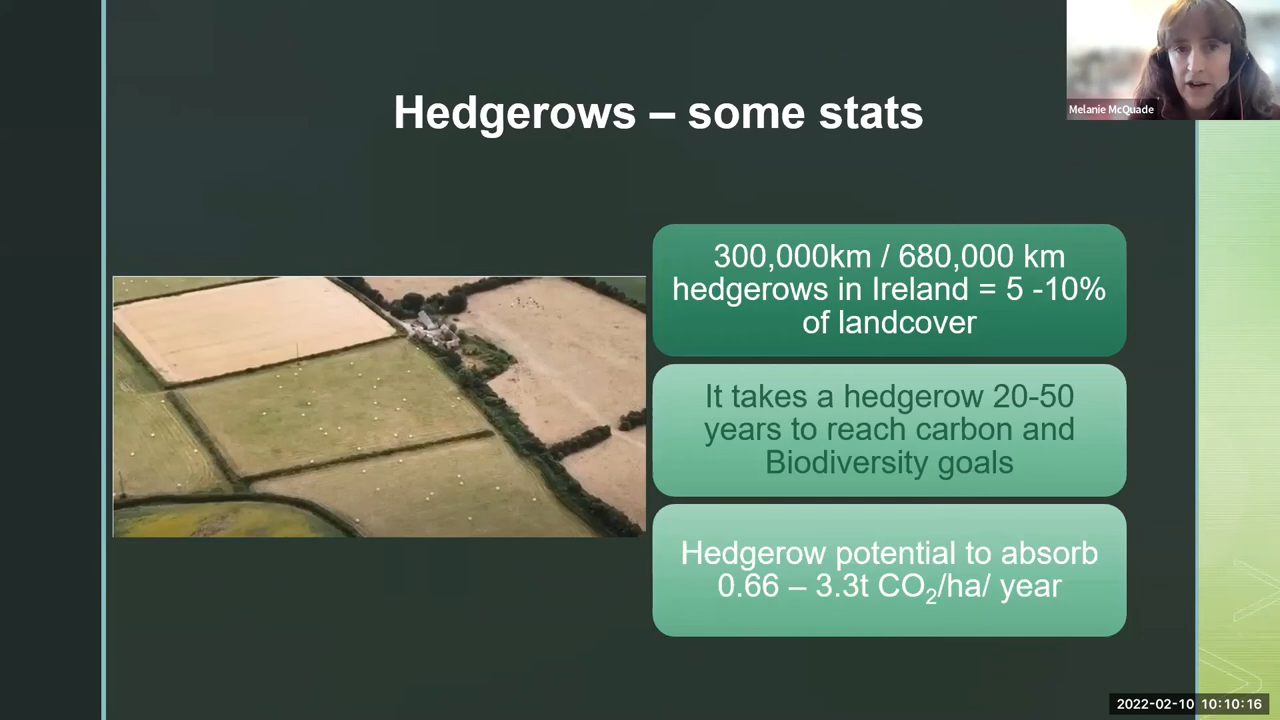 Melanie McQuade
Hedgerows – some stats
300,000km / 680,000 km
hedgerows in Ireland = 5 -10%
of landcover
It takes a hedgerow 20-50
years to reach carbon and
Biodiversity goals
Hedgerow potential to absorb
0.66 – 3.3t CO₂/ha/ year
2022-02-10 10:10:16